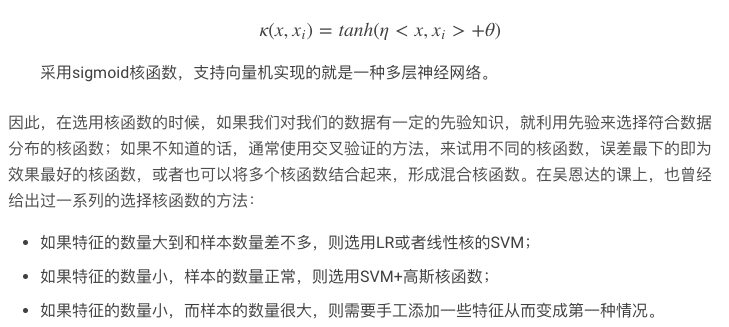 κ(x, xᵢ) = tanh(η < x, xᵢ > +θ)
采用sigmoid核函数，支持向量机实现的就是一种多层神经网络。
因此，在选用核函数的时候，如果我们对我们的数据有一定的先验知识，就利用先验来选择符合数据
分布的核函数；如果不知道的话，通常使用交叉验证的方法，来试用不同的核函数，误差最下的即为
效果最好的核函数，或者也可以将多个核函数结合起来，形成混合核函数。在吴恩达的课上，也曾经
给出过一系列的选择核函数的方法：
• 如果特征的数量大到和样本数量差不多，则选用LR或者线性核的SVM；
• 如果特征的数量小，样本的数量正常，则选用SVM+高斯核函数；
• 如果特征的数量小，而样本的数量很大，则需要手工添加一些特征从而变成第一种情况。